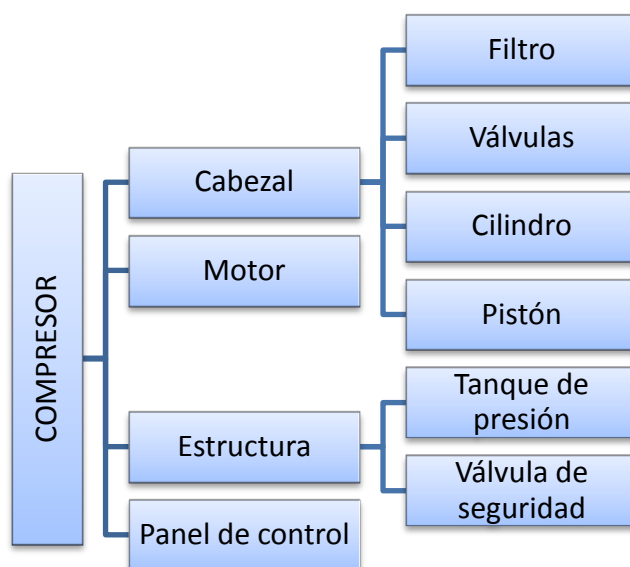 COMPRESOR
Cabezal
Filtro
Válvulas
Cilindro
Pistón
Motor
Estructura
Tanque de
presión
Válvula de
seguridad
Panel de control